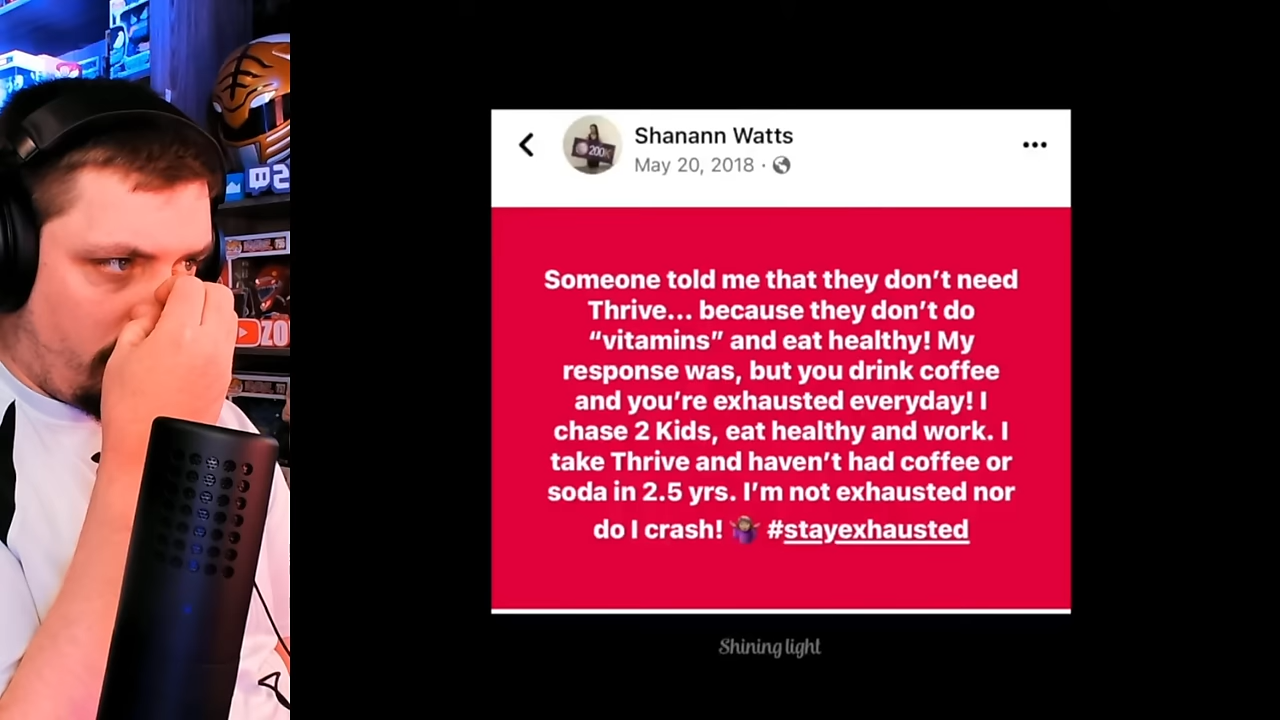 Shanann Watts
May 20, 2018 ·
Someone told me that they don't need
Thrive... because they don't do
"vitamins" and eat healthy! My
response was, but you drink coffee
and you're exhausted everyday! I
chase 2 Kids, eat healthy and work. I
take Thrive and haven't had coffee or
soda in 2.5 yrs. I'm not exhausted nor
do I crash! 🤷🏽‍♀️ #stayexhausted
Shining light
200K
ZO